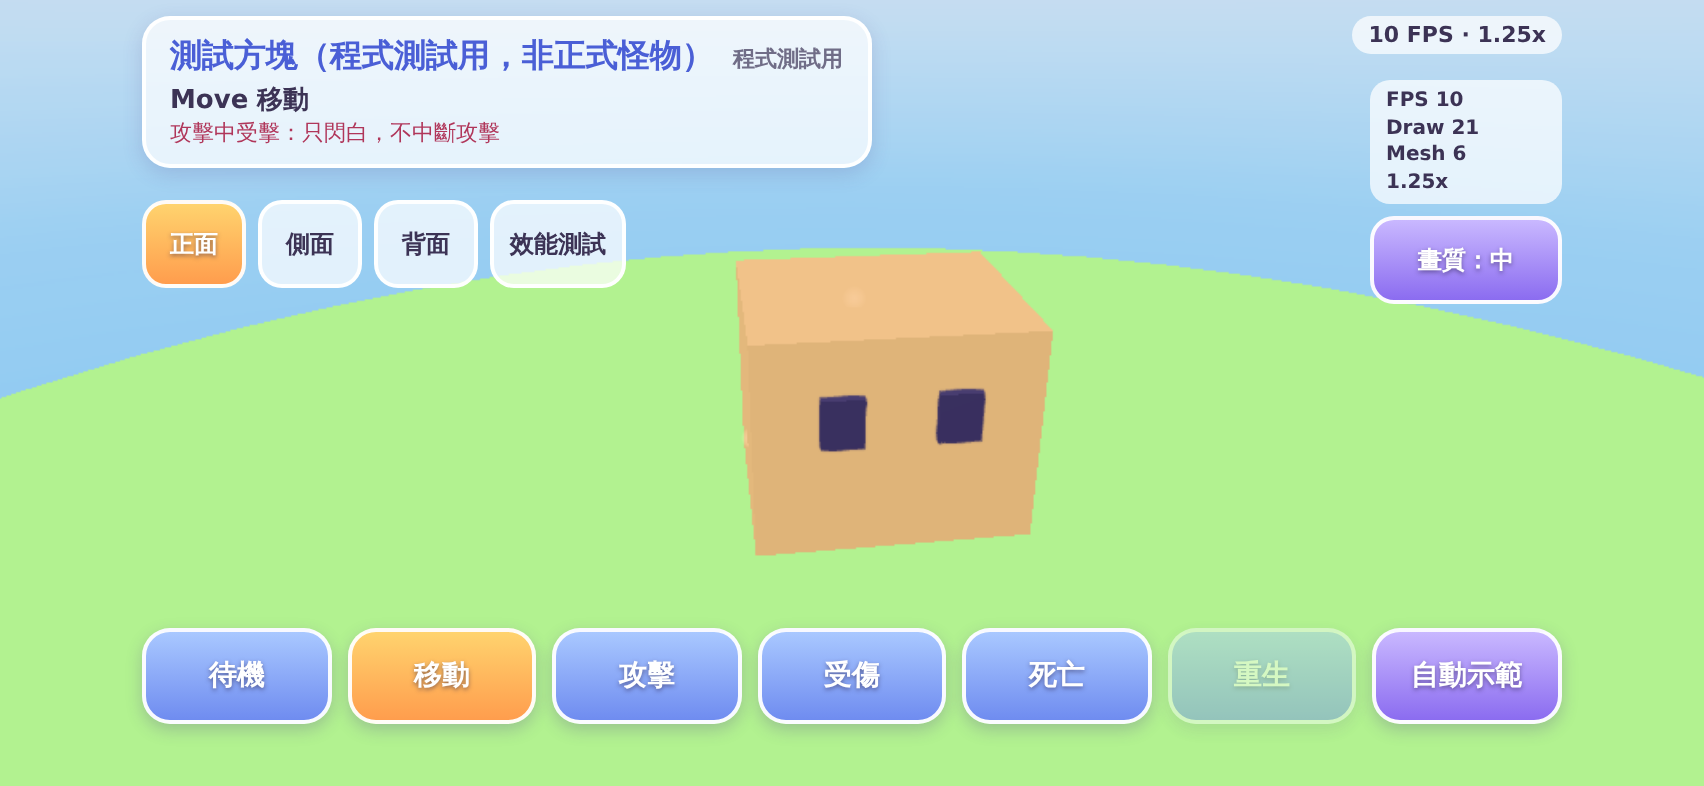 測試方塊（程式測試用，非正式怪物） 程式測試用
Move 移動
攻擊中受擊：只閃白，不中斷攻擊
10 FPS · 1.25x
FPS 10
Draw 21
Mesh 6
1.25x
正面 側面 背面 效能測試
畫質：中
待機 移動 攻擊 受傷 死亡 重生 自動示範